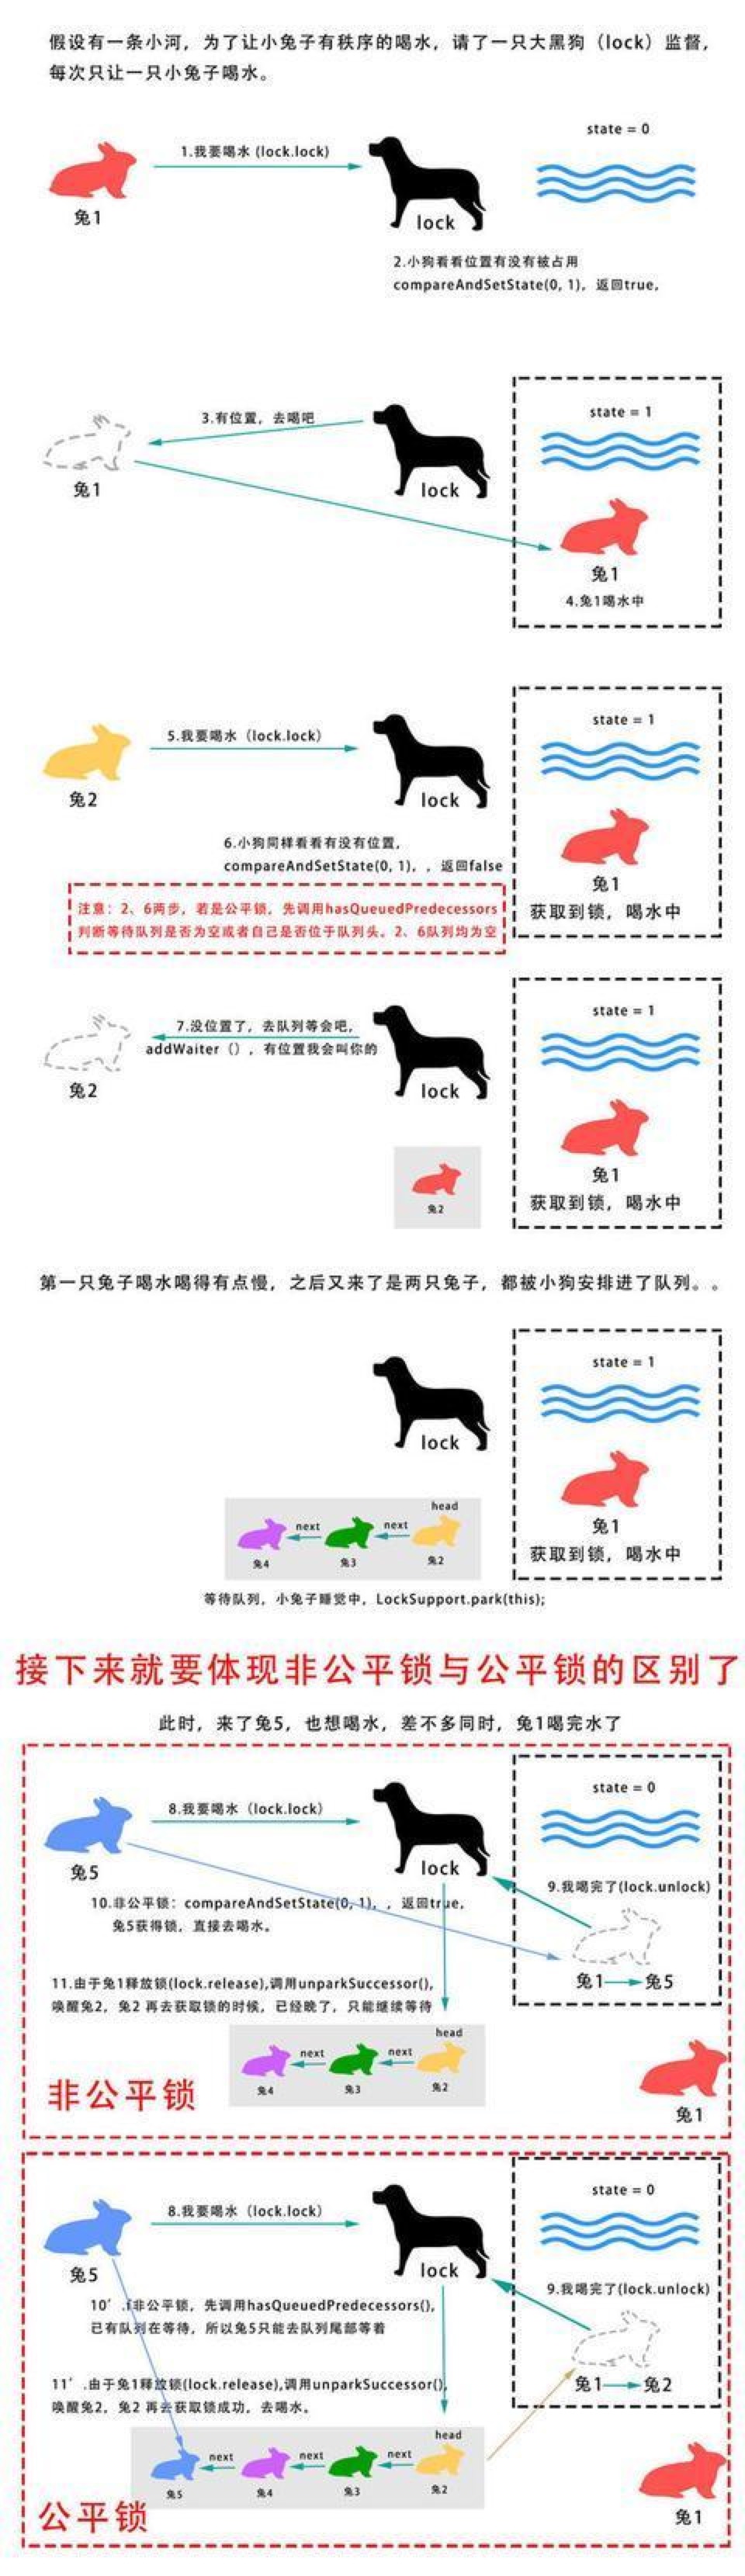 假设有一条小河，为了让小兔子有秩序的喝水，请了一只大黑狗（lock）监督，
每次只让一只小兔子喝水。
state = 0
1.我要喝水 (lock.lock)
兔1
lock
2.小狗看看位置有没有被占用
compareAndSetState(0, 1)，返回true，
3.有位置，去喝吧
state = 1
兔1
lock
兔1
4.兔1喝水中
state = 1
5.我要喝水（lock.lock）
兔2
lock
6.小狗同样看看有没有位置，
compareAndSetState(0, 1)，，返回false
兔1
获取到锁，喝水中
注意：2、6两步，若是公平锁，先调用hasQueuedPredecessors
判断等待队列是否为空或者自己是否位于队列头。2、6队列均为空
state = 1
7.没位置了，去队列等会吧，
addWaiter（），有位置我会叫你的
兔2
lock
兔1
获取到锁，喝水中
兔2
第一只兔子喝水喝得有点慢，之后又来了是两只兔子，都被小狗安排进了队列。。
state = 1
lock
head
next
next
兔4
兔3
兔2
兔1
获取到锁，喝水中
等待队列，小兔子睡觉中，LockSupport.park(this);
接下来就要体现非公平锁与公平锁的区别了
此时，来了兔5，也想喝水，差不多同时，兔1喝完水了
state = 0
8.我要喝水（lock.lock）
兔5
lock
9.我喝完了(lock.unlock)
10.非公平锁：compareAndSetState(0, 1)，，返回true，
兔5获得锁，直接去喝水。
兔1
兔5
11.由于兔1释放锁(lock.release),调用unparkSuccessor(),
唤醒兔2，兔2 再去获取锁的时候，已经晚了，只能继续等待
head
next
next
兔4
兔3
兔2
非公平锁
兔1
state = 0
8.我要喝水（lock.lock）
兔5
lock
9.我喝完了(lock.unlock)
10’ .非公平锁，先调用hasQueuedPredecessors(),
已有队列在等待，所以兔5只能去队列尾部等着
兔1
兔2
11’ .由于兔1释放锁(lock.release),调用unparkSuccessor(),
唤醒兔2，兔2 再去获取锁成功，去喝水。
head
next
next
next
兔5
兔4
兔3
兔2
公平锁
兔1